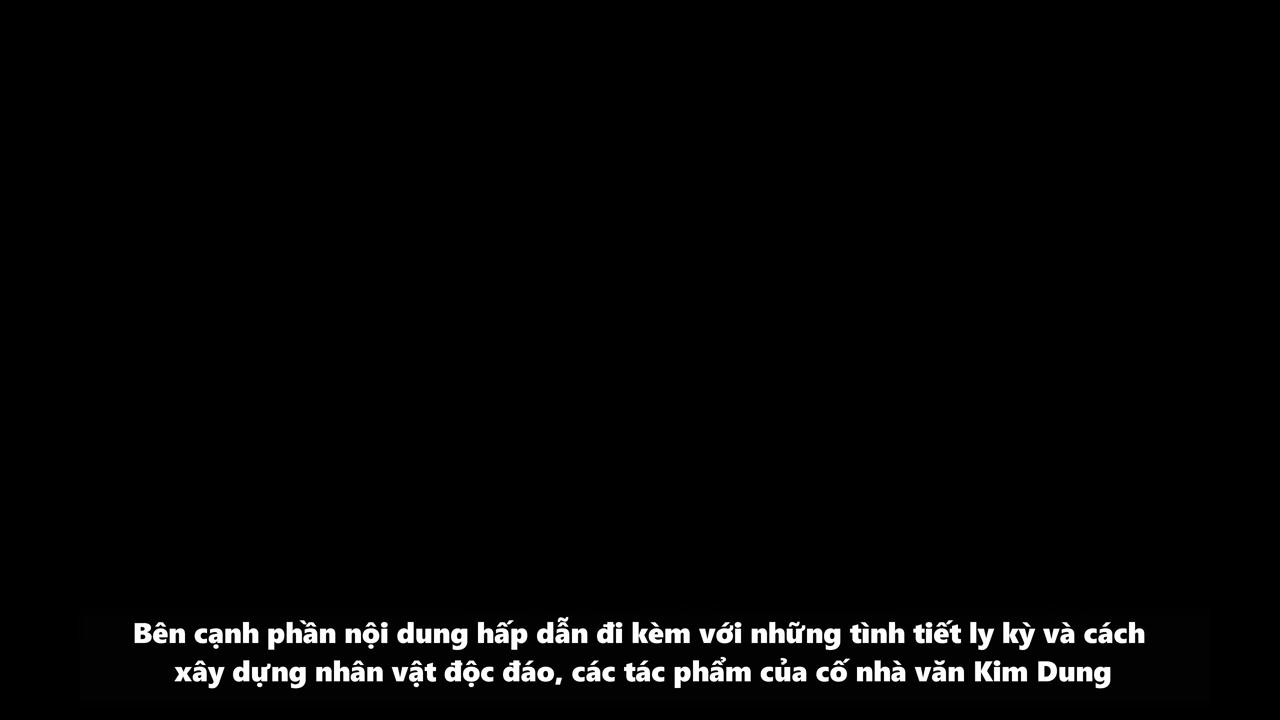 Bên cạnh phần nội dung hấp dẫn đi kèm với những tình tiết ly kỳ và cách
xây dựng nhân vật độc đáo, các tác phẩm của cố nhà văn Kim Dung